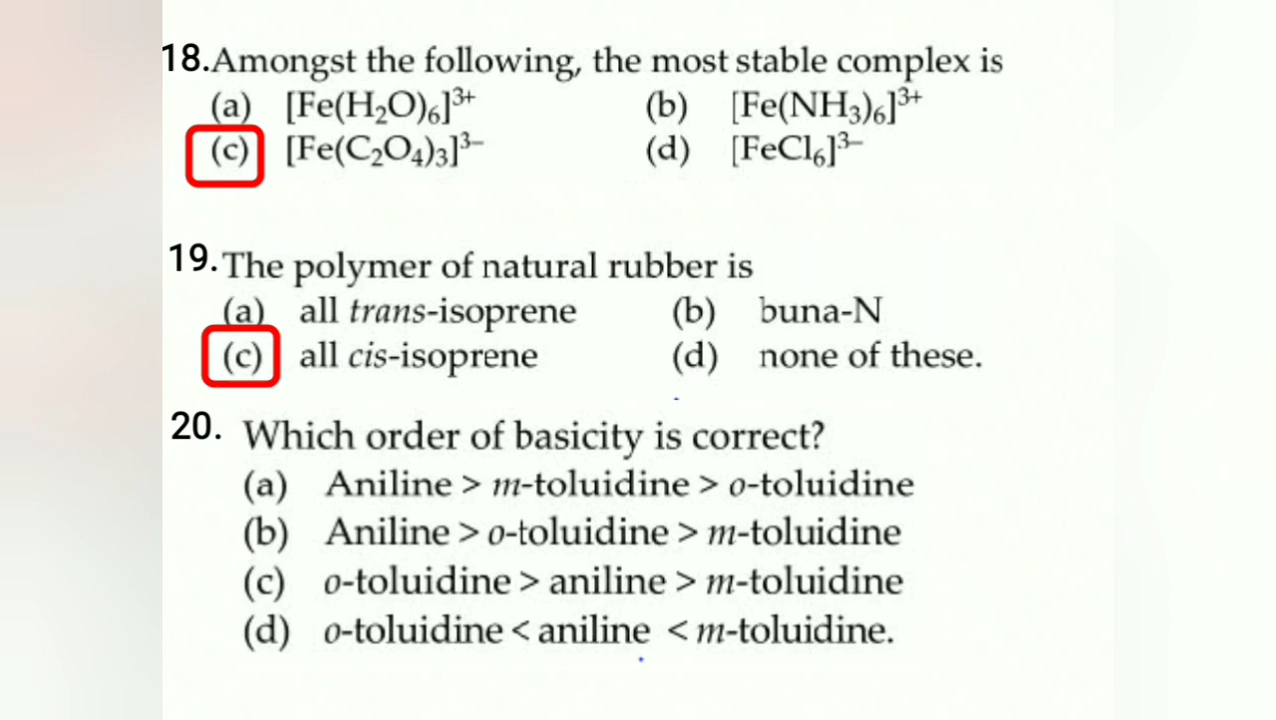 18.Amongst the following, the most stable complex is
(a) [Fe(H₂O)₆]³⁺ (b) [Fe(NH₃)₆]³⁺
(c) [Fe(C₂O₄)₃]³⁻ (d) [FeCl₆]³⁻
19.The polymer of natural rubber is
(a) all trans-isoprene (b) buna-N
(c) all cis-isoprene (d) none of these.
20. Which order of basicity is correct?
(a) Aniline > m-toluidine > o-toluidine
(b) Aniline > o-toluidine > m-toluidine
(c) o-toluidine > aniline > m-toluidine
(d) o-toluidine < aniline < m-toluidine.